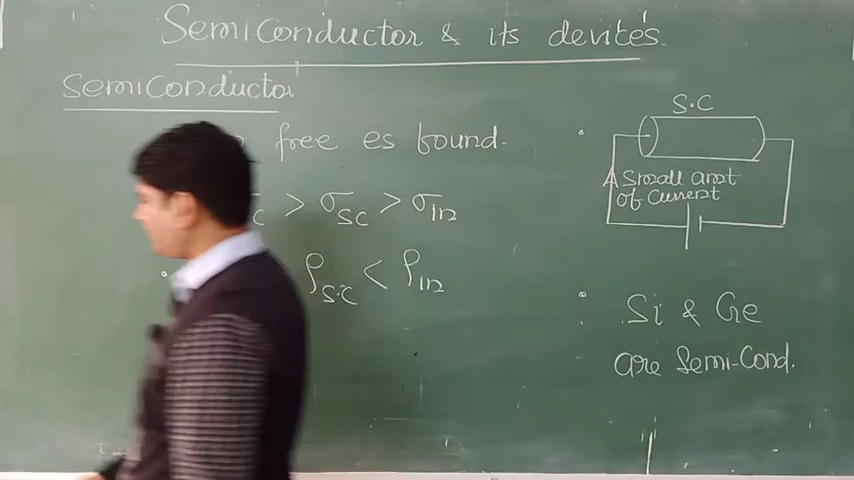 Semiconductor & its devices.
Semiconductor
free es found.
> σSC > σin
ρS.C < ρin
S.C
A small amt
of current
Si & Ge
are Semi-Cond.